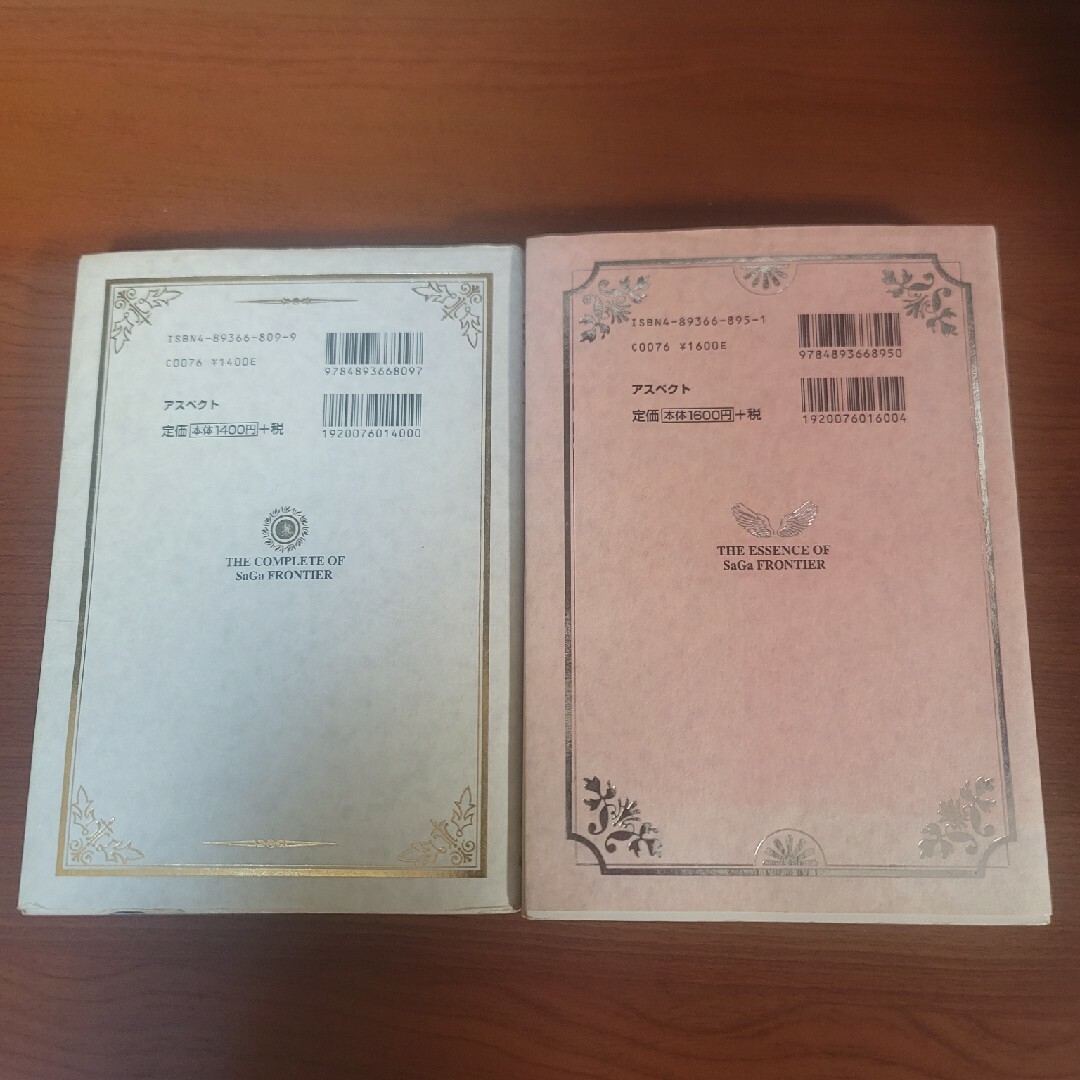 ISBN4-89366-809-9
C0076 ¥1400E
9784893668097
アスペクト
定価 本体1400円+税
1920076014000
THE COMPLETE OF
SaGa FRONTIER
ISBN4-89366-895-1
C0076 ¥1600E
9784893668950
アスペクト
定価 本体1600円+税
1920076016004
THE ESSENCE OF
SaGa FRONTIER